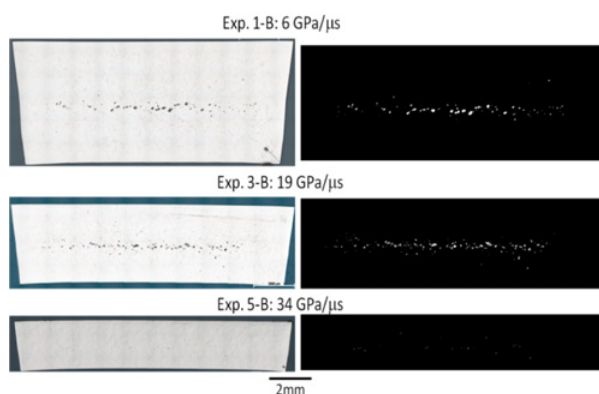 Exp. 1-B: 6 GPa/μs
Exp. 3-B: 19 GPa/μs
Exp. 5-B: 34 GPa/μs
2mm